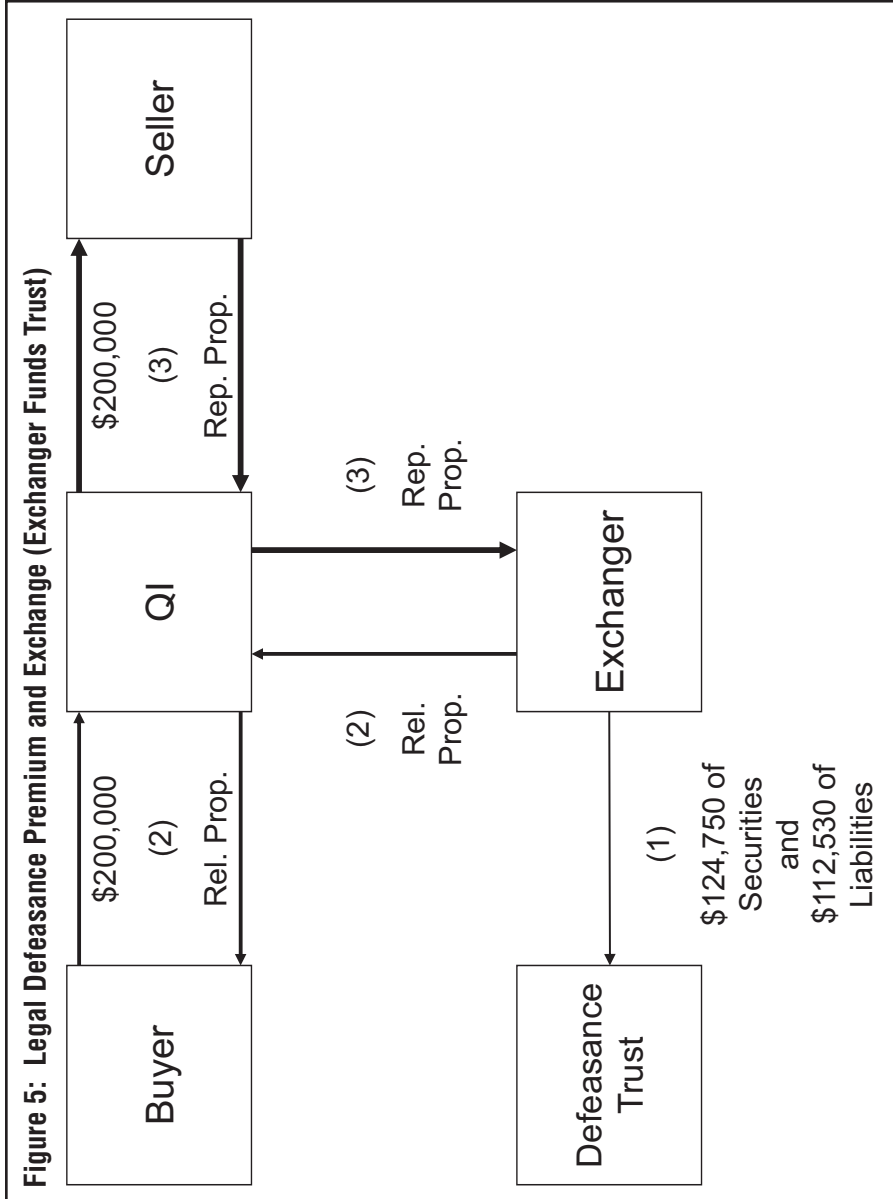 Figure 5: Legal Defeasance Premium and Exchange (Exchanger Funds Trust)
Buyer
$200,000
(2)
Rel. Prop.
QI
$200,000
(3)
Rep. Prop.
Seller
(2)
Rel.
Prop.
(3)
Rep.
Prop.
Defeasance
Trust
(1)
$124,750 of
Securities
and
$112,530 of
Liabilities
Exchanger